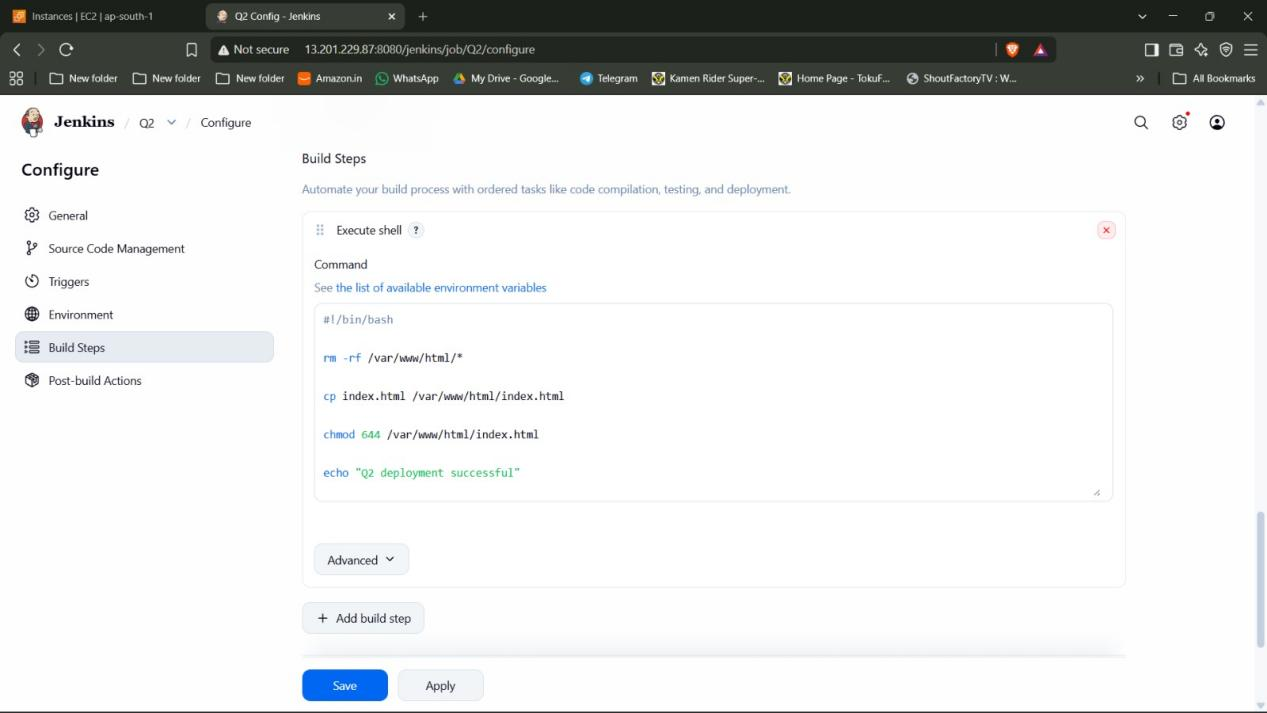 Instances | EC2 | ap-south-1
Q2 Config - Jenkins
Not secure 13.201.229.87:8080/jenkins/job/Q2/configure
New folder New folder New folder Amazon.in WhatsApp My Drive - Google... Telegram Kamen Rider Super-... Home Page - TokuF... ShoutFactoryTV : W... » All Bookmarks
Jenkins / Q2 / Configure
Configure
General
Source Code Management
Triggers
Environment
Build Steps
Post-build Actions
Build Steps
Automate your build process with ordered tasks like code compilation, testing, and deployment.
Execute shell ?
Command
See the list of available environment variables
#!/bin/bash
rm -rf /var/www/html/*
cp index.html /var/www/html/index.html
chmod 644 /var/www/html/index.html
echo "Q2 deployment successful"
Advanced
+ Add build step
Save Apply